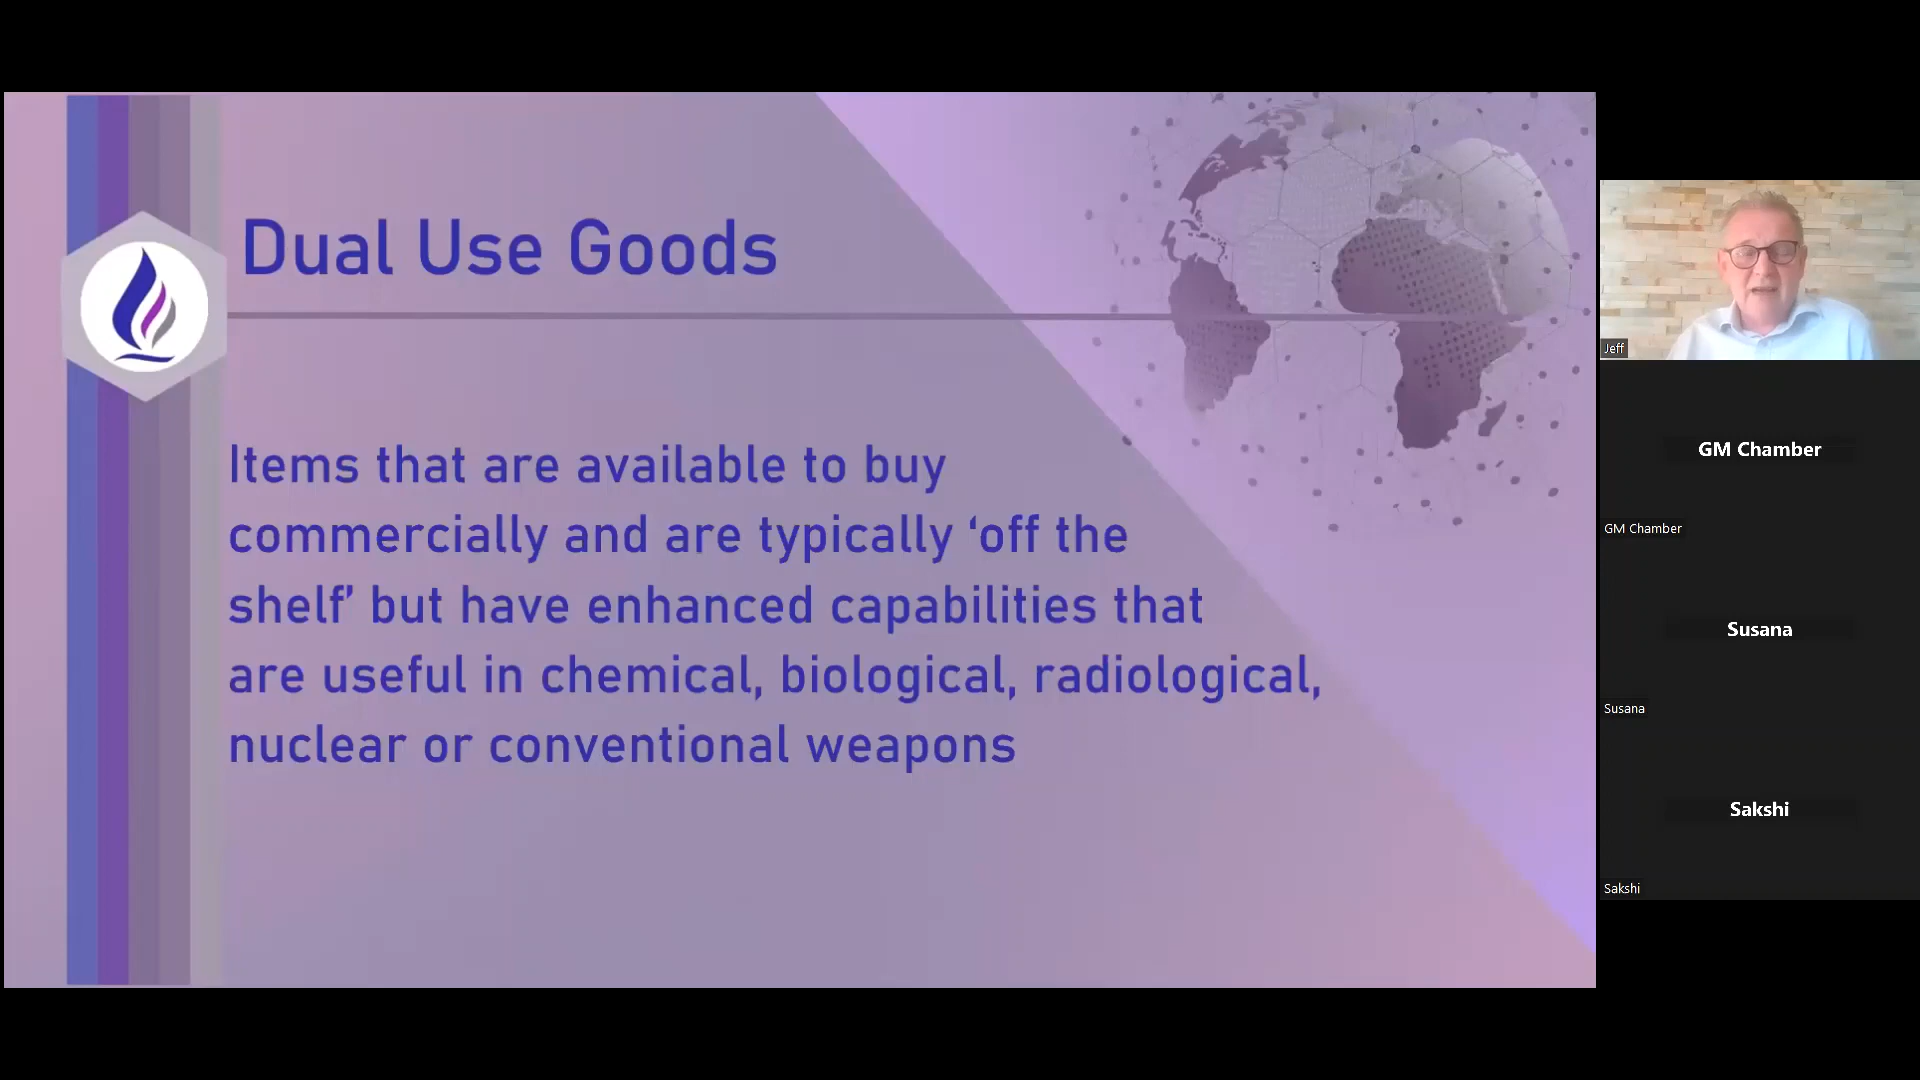 Dual Use Goods
Items that are available to buy
commercially and are typically ‘off the
shelf’ but have enhanced capabilities that
are useful in chemical, biological, radiological,
nuclear or conventional weapons
Jeff
GM Chamber
GM Chamber
Susana
Susana
Sakshi
Sakshi